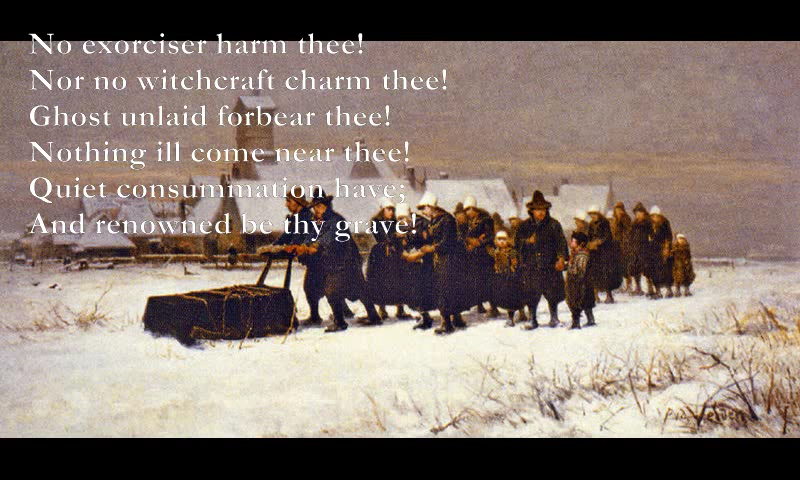 No exorciser harm thee!
Nor no witchcraft charm thee!
Ghost unlaid forbear thee!
Nothing ill come near thee!
Quiet consummation have;
And renowned be thy grave!